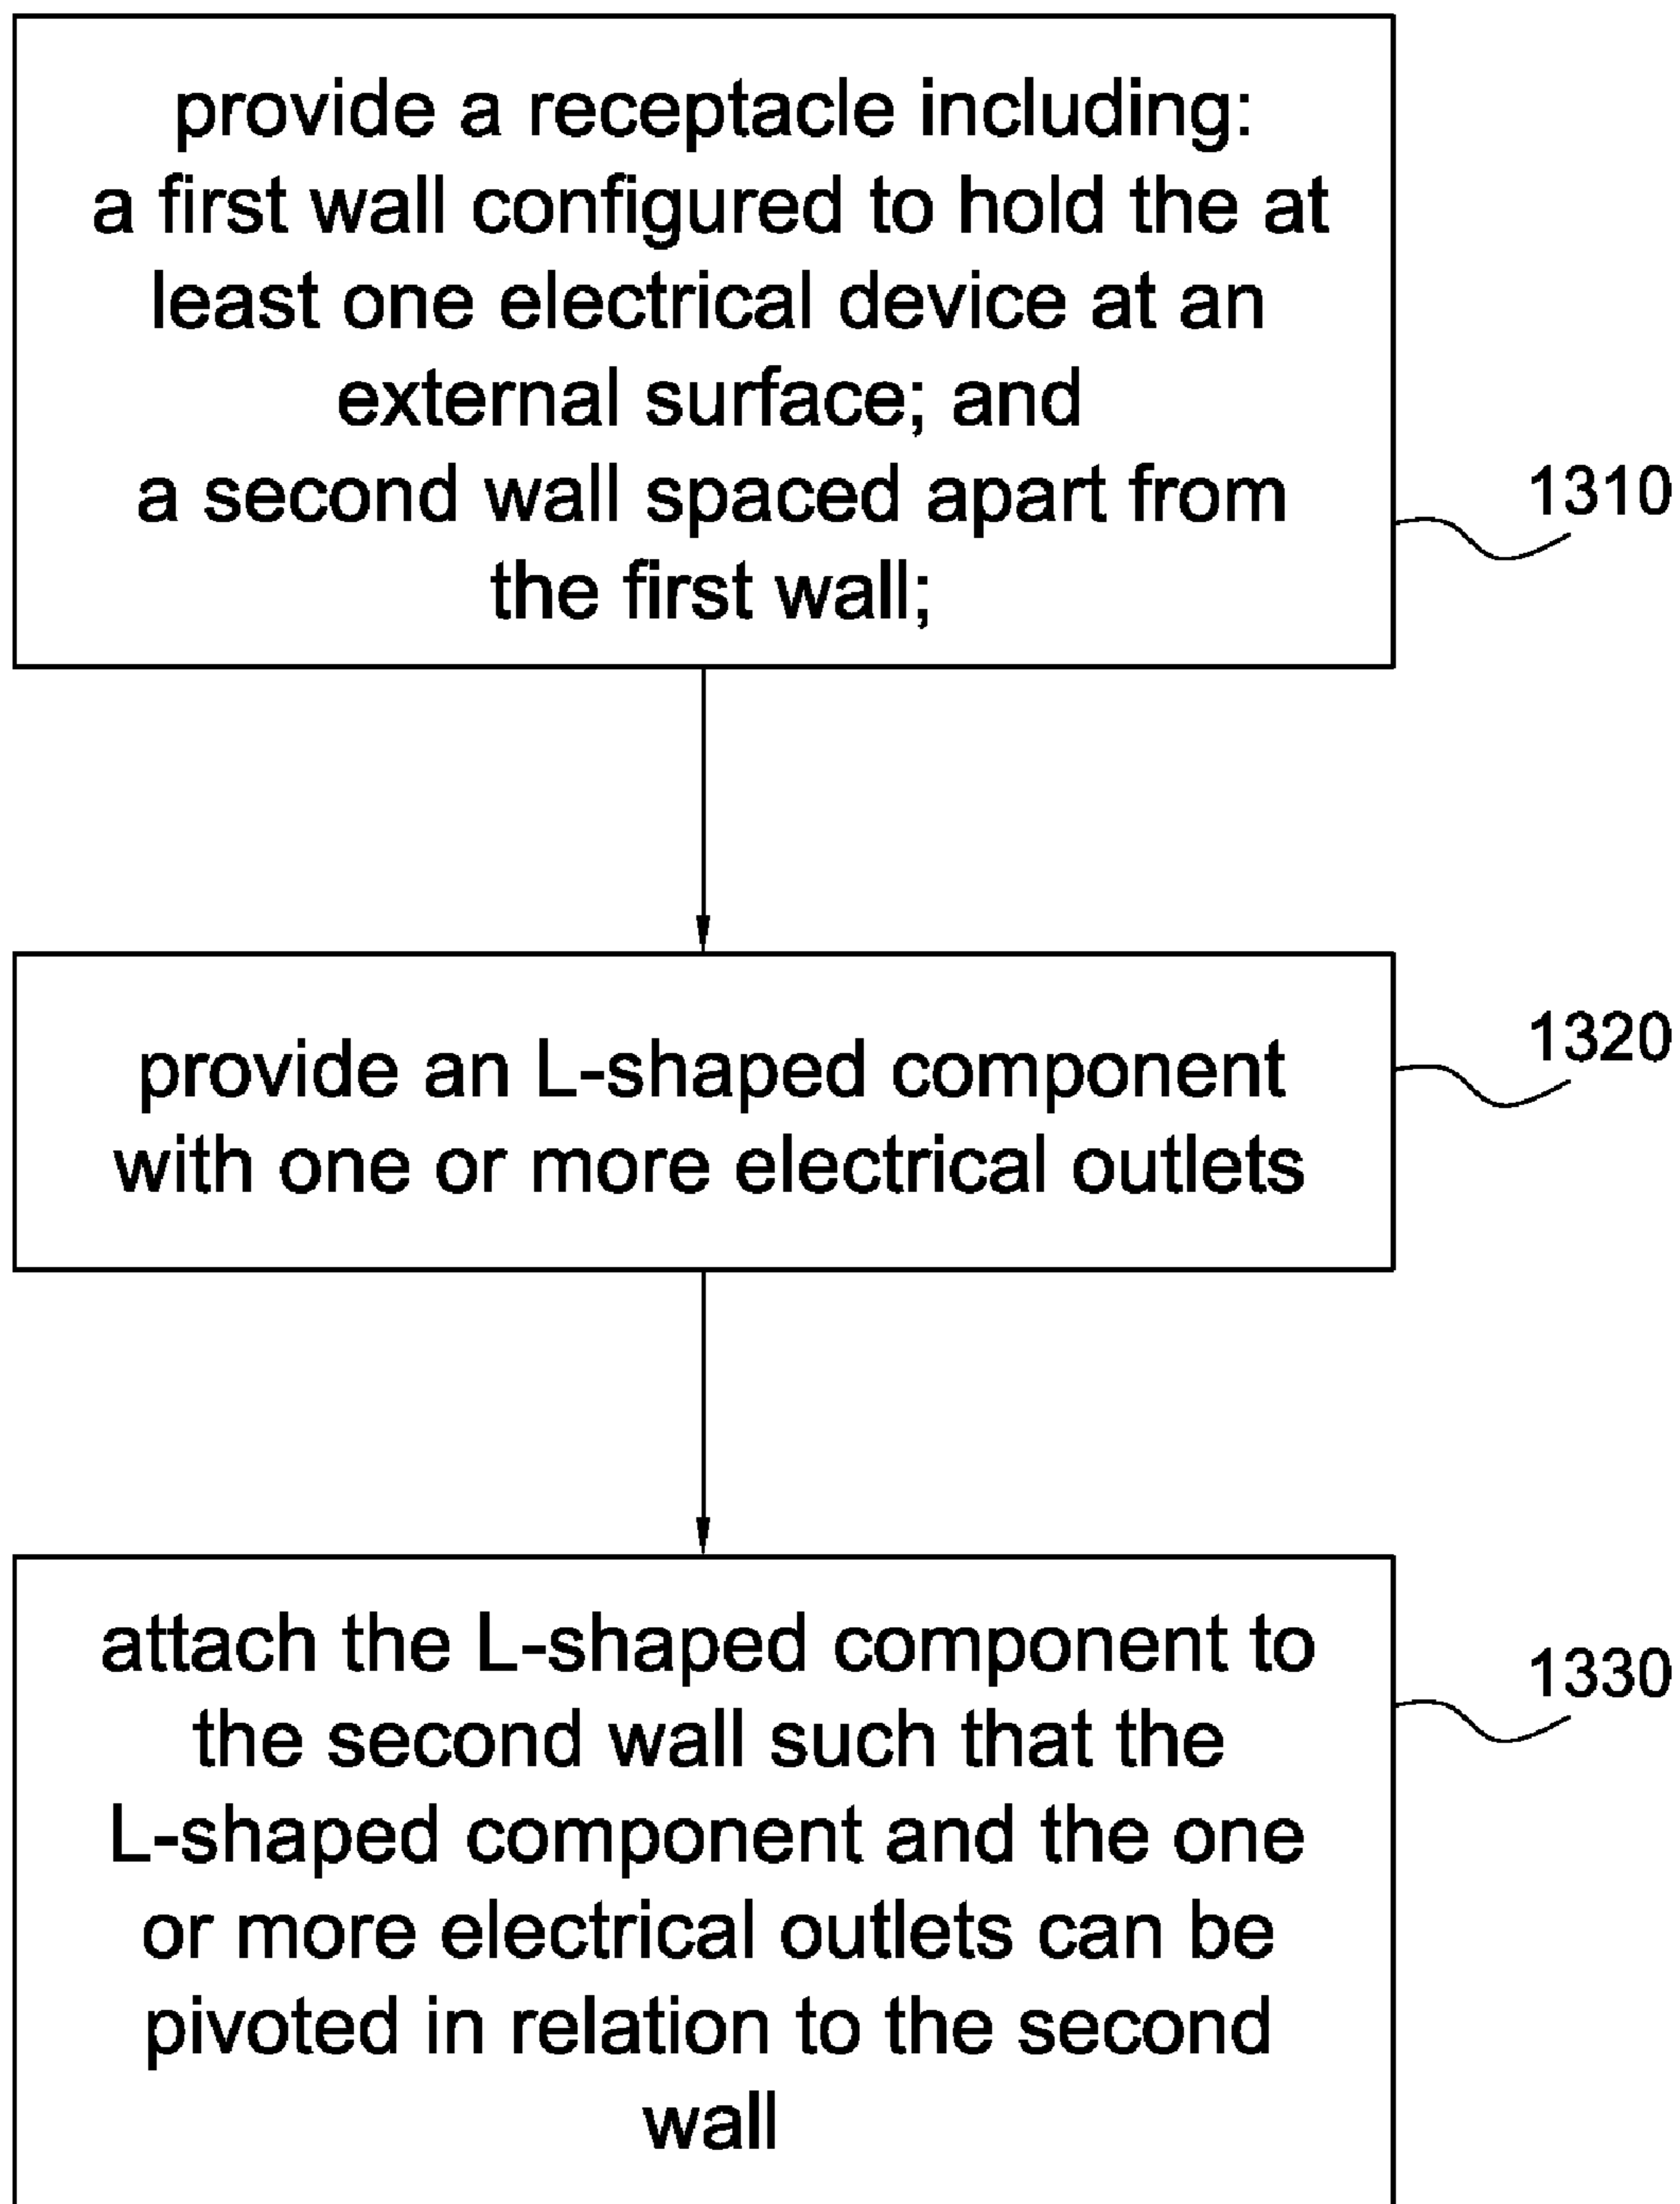 provide a receptacle including:
a first wall configured to hold the at
least one electrical device at an
external surface; and
a second wall spaced apart from
the first wall;
1310
provide an L-shaped component
with one or more electrical outlets
1320
attach the L-shaped component to
the second wall such that the
L-shaped component and the one
or more electrical outlets can be
pivoted in relation to the second
wall
1330